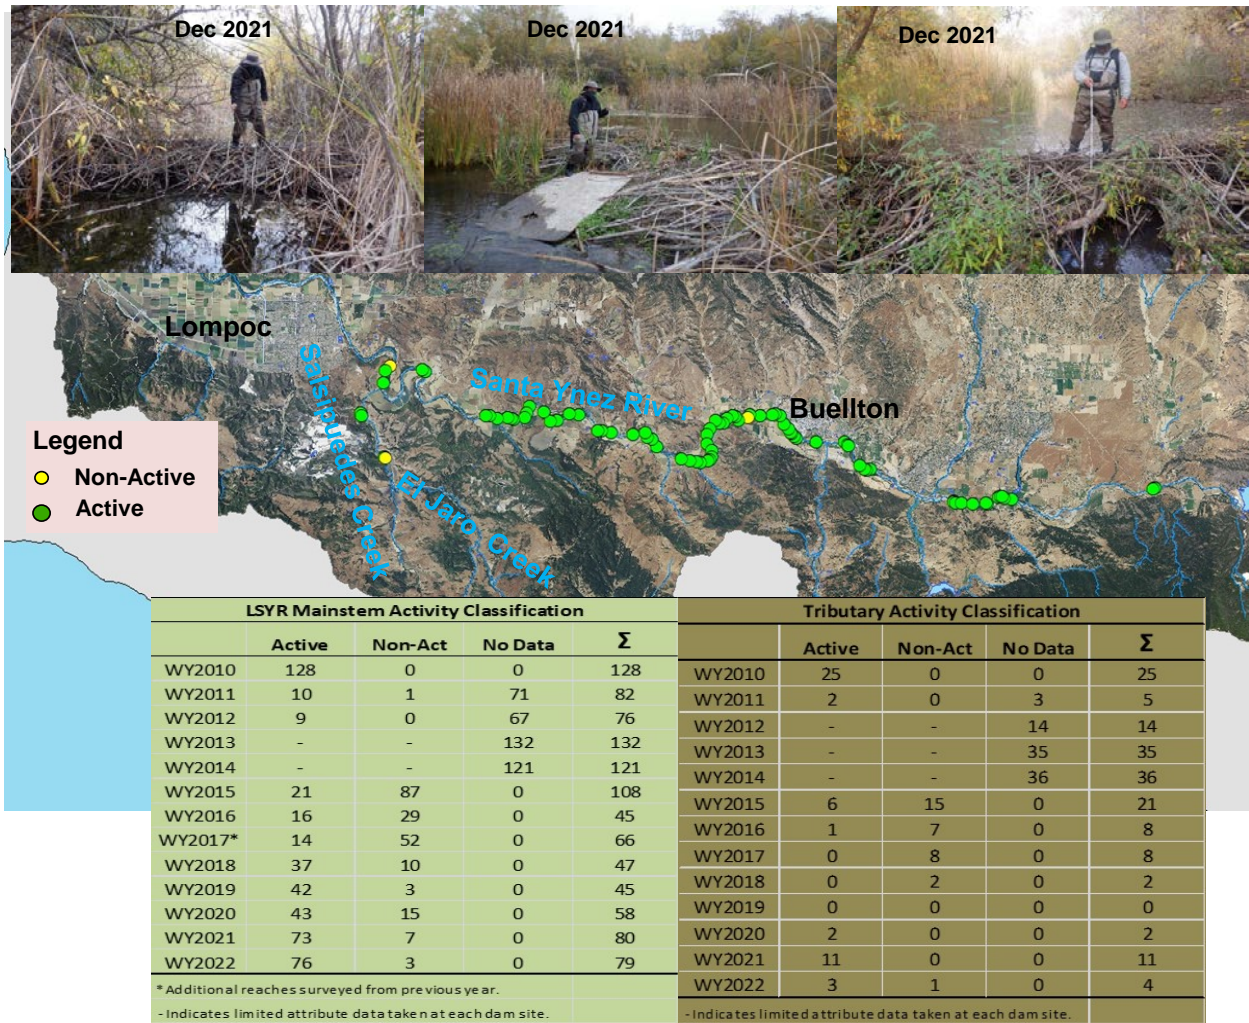 Dec 2021
Dec 2021
Dec 2021
Lompoc
Salsipuedes Creek
Santa Ynez River
Buellton
El Jaro Creek
Legend
Non-Active
Active
LSYR Mainstem Activity Classification
Active Non-Act No Data Σ
WY2010 128 0 0 128
WY2011 10 1 71 82
WY2012 9 0 67 76
WY2013 - - 132 132
WY2014 - - 121 121
WY2015 21 87 0 108
WY2016 16 29 0 45
WY2017* 14 52 0 66
WY2018 37 10 0 47
WY2019 42 3 0 45
WY2020 43 15 0 58
WY2021 73 7 0 80
WY2022 76 3 0 79
* Additional reaches surveyed from previous year.
- Indicates limited attribute data taken at each dam site.
Tributary Activity Classification
Active Non-Act No Data Σ
WY2010 25 0 0 25
WY2011 2 0 3 5
WY2012 - - 14 14
WY2013 - - 35 35
WY2014 - - 36 36
WY2015 6 15 0 21
WY2016 1 7 0 8
WY2017 0 8 0 8
WY2018 0 2 0 2
WY2019 0 0 0 0
WY2020 2 0 0 2
WY2021 11 0 0 11
WY2022 3 1 0 4
- Indicates limited attribute data taken at each dam site.